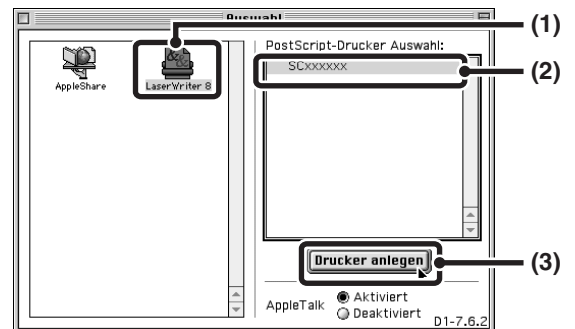 Auswahl
(1)
PostScript-Drucker Auswahl:
SCxxxxxx
(2)
AppleShare
LaserWriter 8
Drucker anlegen
(3)
AppleTalk
Aktiviert
Deaktiviert
D1-7.6.2